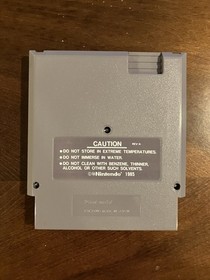 CAUTION REV-A
★DO NOT STORE IN EXTREME TEMPERATURES.
★DO NOT IMMERSE IN WATER.
★DO NOT CLEAN WITH BENZENE, THINNER,
ALCOHOL OR OTHER SUCH SOLVENTS.
©®Nintendo® 1985